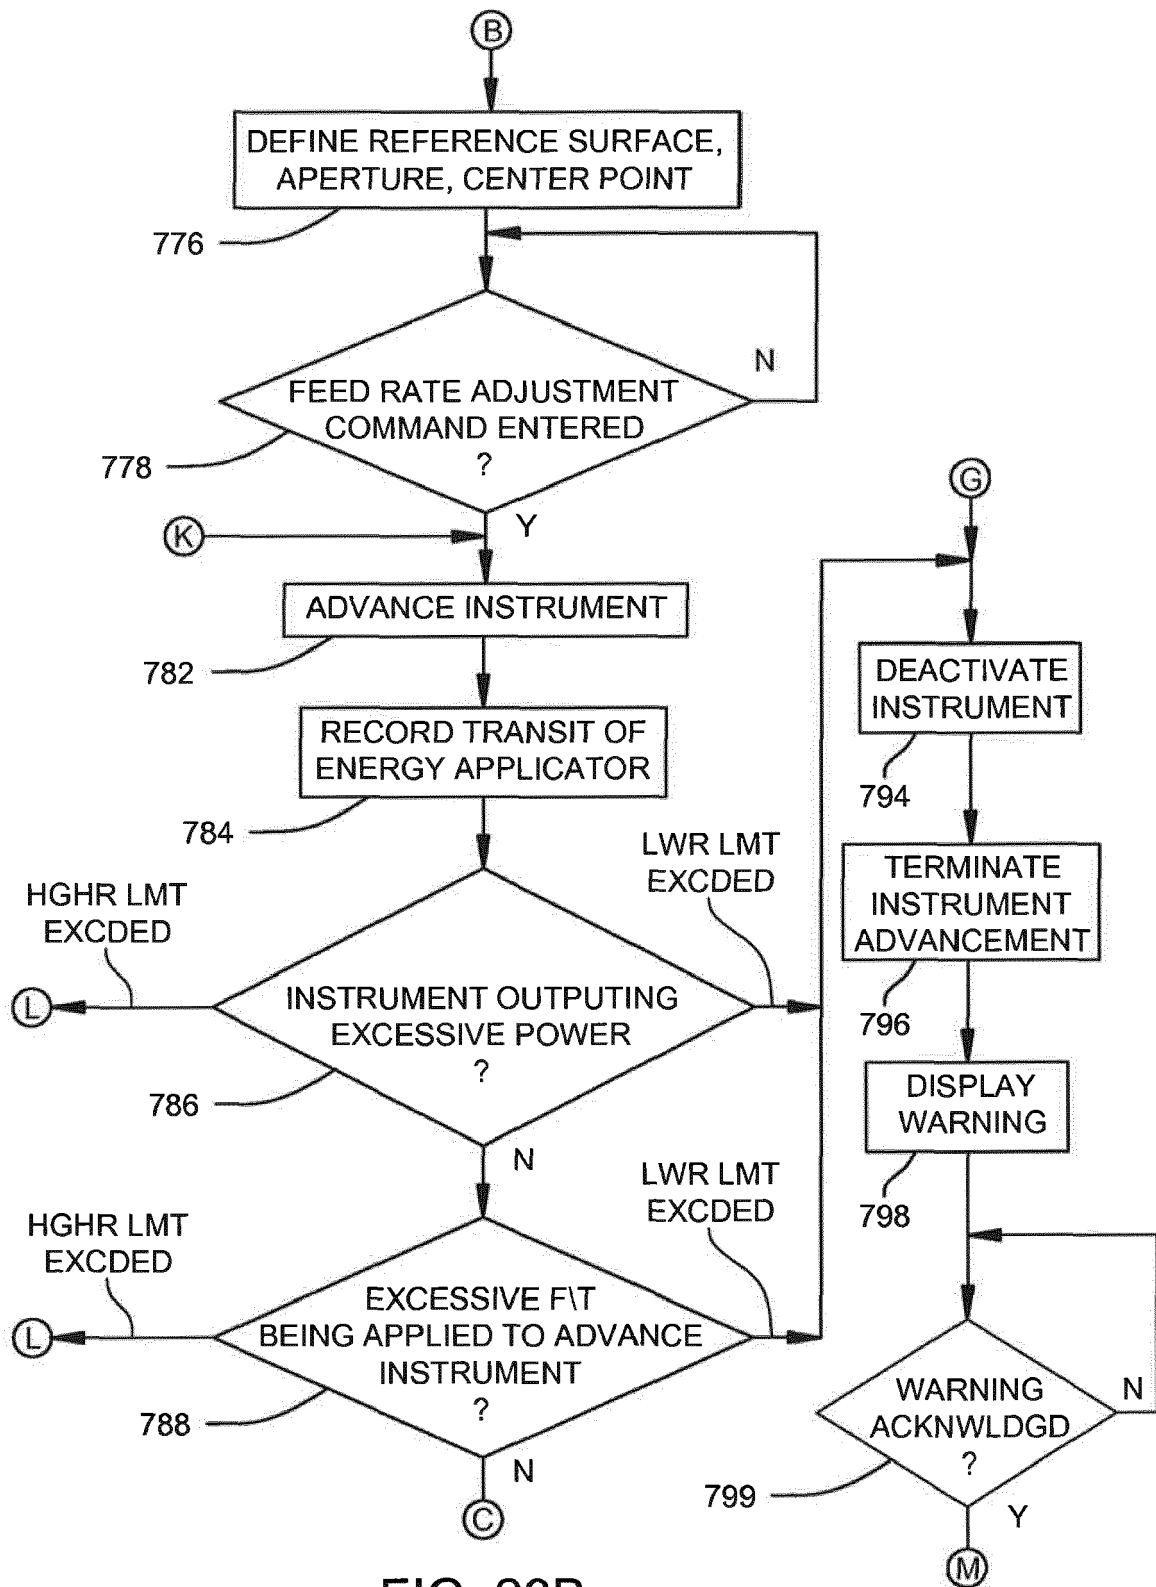 B
DEFINE REFERENCE SURFACE,
APERTURE, CENTER POINT
776
N
FEED RATE ADJUSTMENT
COMMAND ENTERED
?
778
Y
K
ADVANCE INSTRUMENT
782
RECORD TRANSIT OF
ENERGY APPLICATOR
784
HGHR LMT
EXCDED
LWR LMT
EXCDED
L
INSTRUMENT OUTPUTING
EXCESSIVE POWER
?
786
N
HGHR LMT
EXCDED
LWR LMT
EXCDED
L
EXCESSIVE F\T
BEING APPLIED TO ADVANCE
INSTRUMENT
?
788
N
C
G
DEACTIVATE
INSTRUMENT
794
TERMINATE
INSTRUMENT
ADVANCEMENT
796
DISPLAY
WARNING
798
WARNING
ACKNWLDGD
?
N
799
Y
M